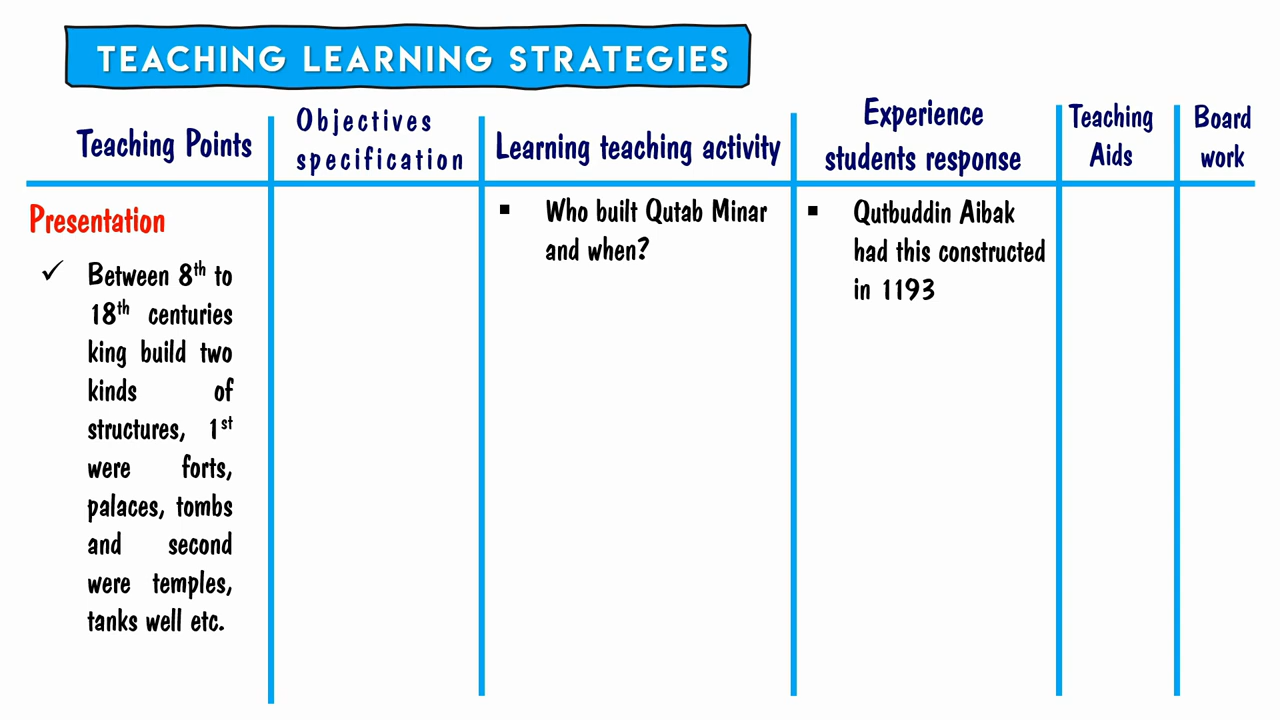 TEACHING LEARNING STRATEGIES
Teaching Points
Objectives
specification
Learning teaching activity
Experience
students response
Teaching
Aids
Board
work
Presentation
✓ Between 8th to
18th centuries
king build two
kinds of
structures, 1st
were forts,
palaces, tombs
and second
were temples,
tanks well etc.
▪ Who built Qutab Minar
and when?
▪ Qutbuddin Aibak
had this constructed
in 1193